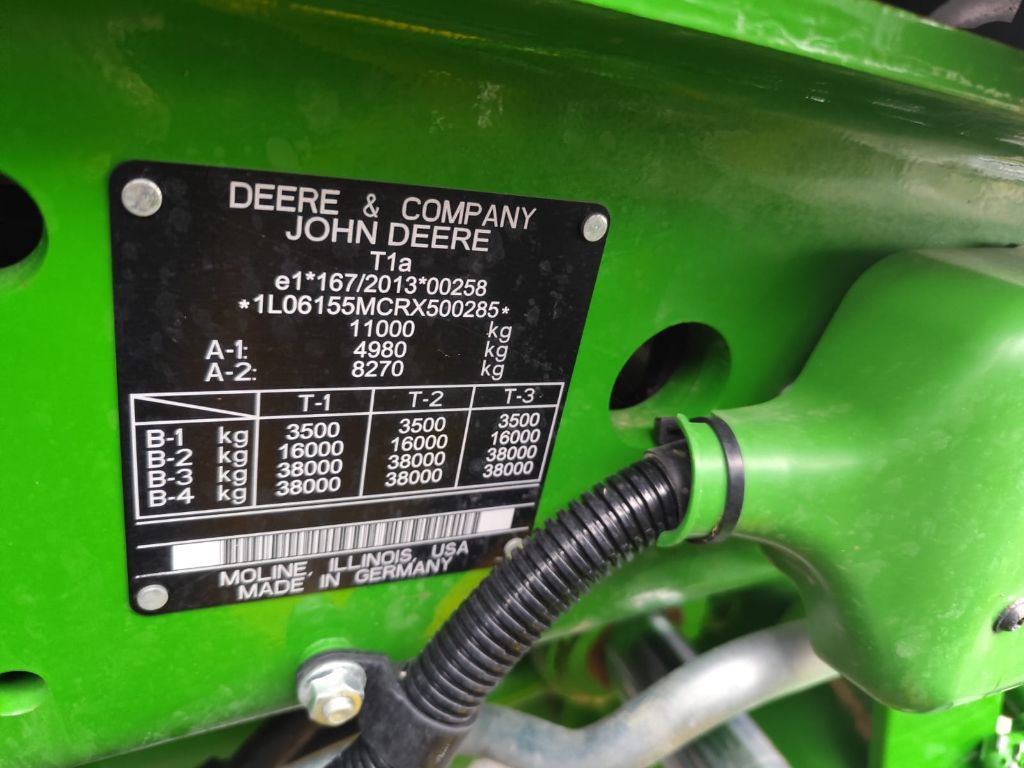 DEERE & COMPANY
JOHN DEERE
T1a
e1*167/2013*00258
*1L06155MCRX500285*
11000 kg
A-1: 4980 kg
A-2: 8270 kg
T-1 T-2 T-3
B-1 kg 3500 3500 3500
B-2 kg 16000 16000 16000
B-3 kg 38000 38000 38000
B-4 kg 38000 38000 38000
MOLINE, ILLINOIS, USA
MADE IN GERMANY